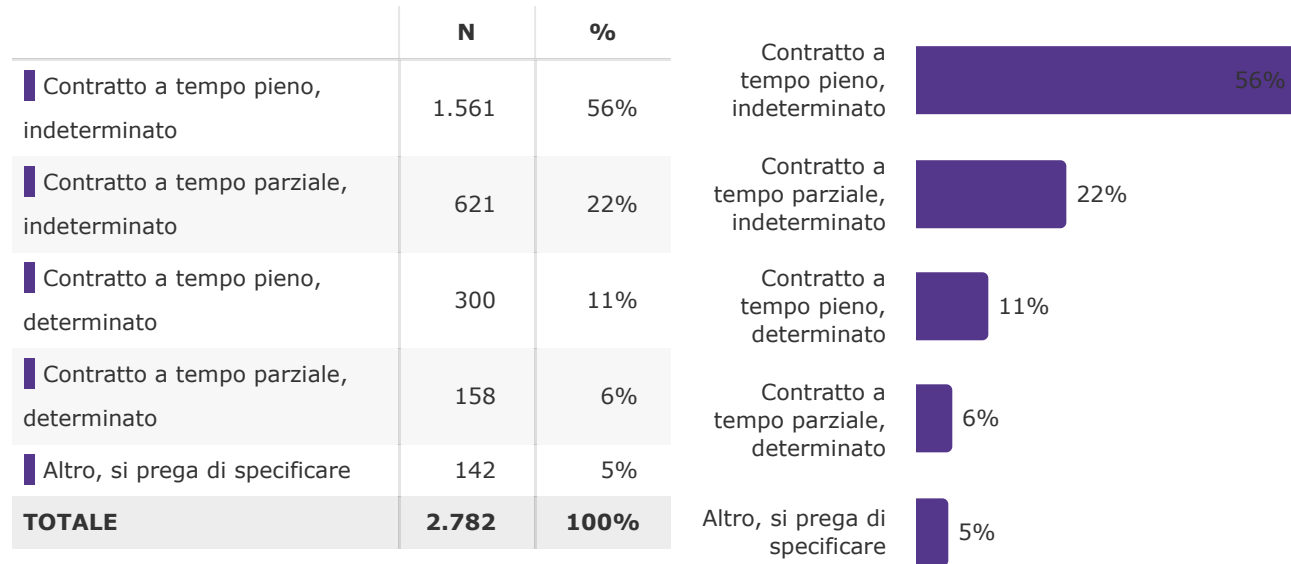 N %
Contratto a tempo pieno,
indeterminato
1.561 56%
Contratto a tempo parziale,
indeterminato
621 22%
Contratto a tempo pieno,
determinato
300 11%
Contratto a tempo parziale,
determinato
158 6%
Altro, si prega di specificare 142 5%
TOTALE 2.782 100%
Contratto a
tempo pieno,
indeterminato
56%
Contratto a
tempo parziale,
indeterminato
22%
Contratto a
tempo pieno,
determinato
11%
Contratto a
tempo parziale,
determinato
6%
Altro, si prega di
specificare
5%